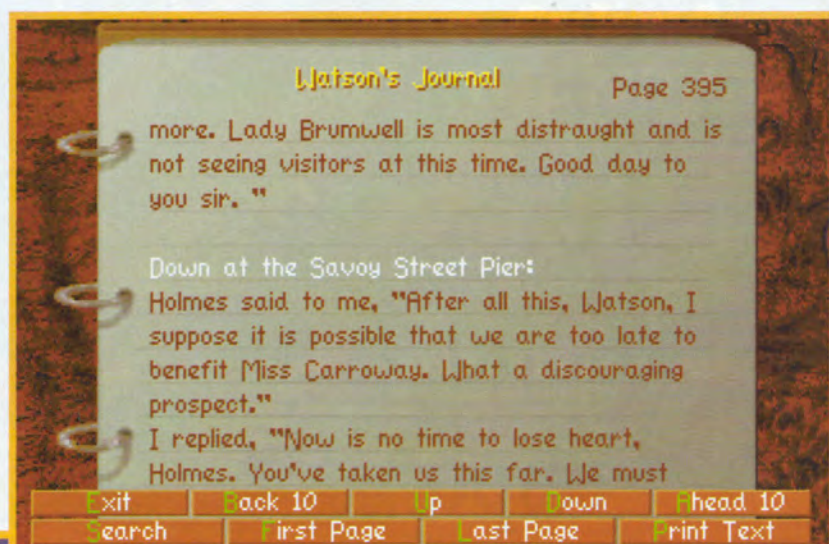 Watson's Journal
Page 395
more. Lady Brumwell is most distraught and is
not seeing visitors at this time. Good day to
you sir. "
Down at the Savoy Street Pier:
Holmes said to me, "After all this, Watson, I
suppose it is possible that we are too late to
benefit Miss Carroway. What a discouraging
prospect."
I replied, "Now is no time to lose heart,
Holmes. You've taken us this far. We must
Exit Back 10 Up Down Ahead 10
Search First Page Last Page Print Text